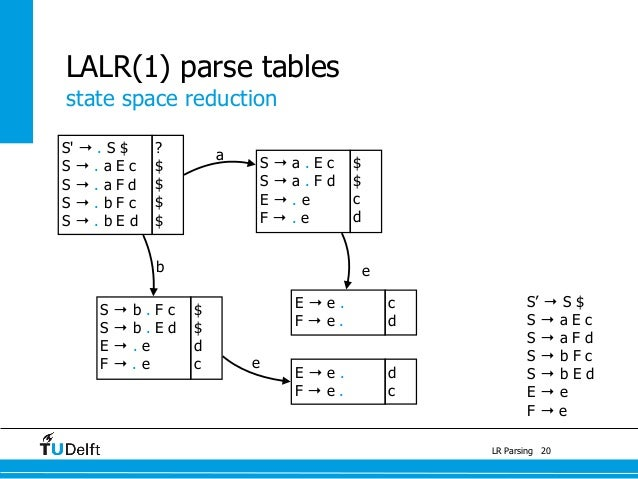 LALR(1) parse tables
state space reduction
S' → . S $ ?
S → . a E c $
S → . a F d $
S → . b F c $
S → . b E d $
a
S → a . E c $
S → a . F d $
E → . e c
F → . e d
b
e
S → b . F c $
S → b . E d $
E → . e d
F → . e c
E → e . c
F → e . d
e
E → e . d
F → e . c
S’ → S $
S → a E c
S → a F d
S → b F c
S → b E d
E → e
F → e
TUDelft
LR Parsing 20